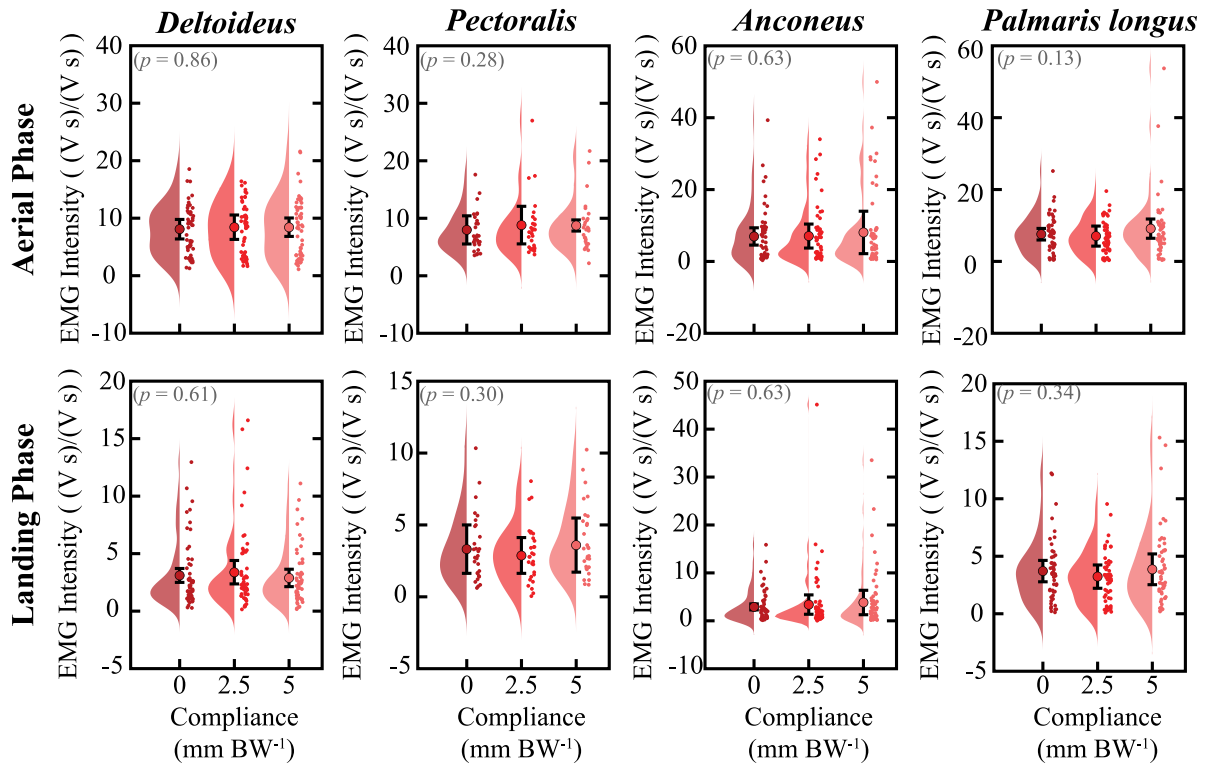 Deltoideus
Pectoralis
Anconeus
Palmaris longus
Aerial Phase
EMG Intensity ( (V s)/(V s) )
40
30
20
10
0
-10
(p = 0.86)
EMG Intensity ( (V s)/(V s) )
40
30
20
10
0
-10
(p = 0.28)
EMG Intensity ( (V s)/(V s) )
60
40
20
0
-20
(p = 0.63)
EMG Intensity ( (V s)/(V s) )
60
40
20
0
-20
(p = 0.13)
Landing Phase
EMG Intensity ( (V s)/(V s) )
20
15
10
5
0
-5
(p = 0.61)
0 2.5 5
Compliance
(mm BW-1)
EMG Intensity ( (V s)/(V s) )
15
10
5
0
-5
(p = 0.30)
0 2.5 5
Compliance
(mm BW-1)
EMG Intensity ( (V s)/(V s) )
50
40
30
20
10
0
-10
(p = 0.63)
0 2.5 5
Compliance
(mm BW-1)
EMG Intensity ( (V s)/(V s) )
20
15
10
5
0
-5
(p = 0.34)
0 2.5 5
Compliance
(mm BW-1)